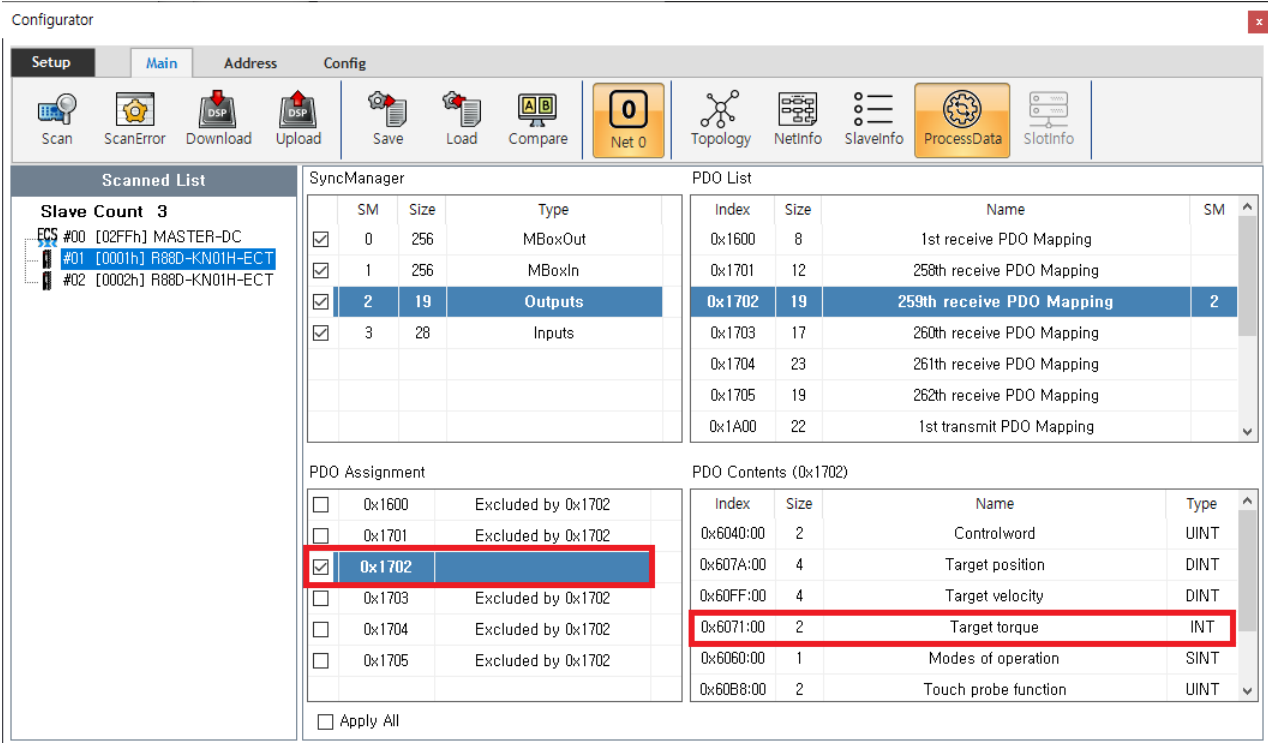 Configurator
x
Setup Main Address Config
DSP DSP A B 0
Scan ScanError Download Upload Save Load Compare Net 0 Topology NetInfo SlaveInfo ProcessData SlotInfo
Scanned List
Slave Count 3
ECS #00 [02FFh] MASTER-DC
#01 [0001h] R88D-KN01H-ECT
#02 [0002h] R88D-KN01H-ECT
SyncManager
SM Size Type
0 256 MBoxOut
1 256 MBoxIn
2 19 Outputs
3 28 Inputs
PDO List
Index Size Name SM
0x1600 8 1st receive PDO Mapping
0x1701 12 258th receive PDO Mapping
0x1702 19 259th receive PDO Mapping 2
0x1703 17 260th receive PDO Mapping
0x1704 23 261th receive PDO Mapping
0x1705 19 262th receive PDO Mapping
0x1A00 22 1st transmit PDO Mapping
PDO Assignment
0x1600 Excluded by 0x1702
0x1701 Excluded by 0x1702
0x1702
0x1703 Excluded by 0x1702
0x1704 Excluded by 0x1702
0x1705 Excluded by 0x1702
Apply All
PDO Contents (0x1702)
Index Size Name Type
0x6040:00 2 Controlword UINT
0x607A:00 4 Target position DINT
0x60FF:00 4 Target velocity DINT
0x6071:00 2 Target torque INT
0x6060:00 1 Modes of operation SINT
0x60B8:00 2 Touch probe function UINT